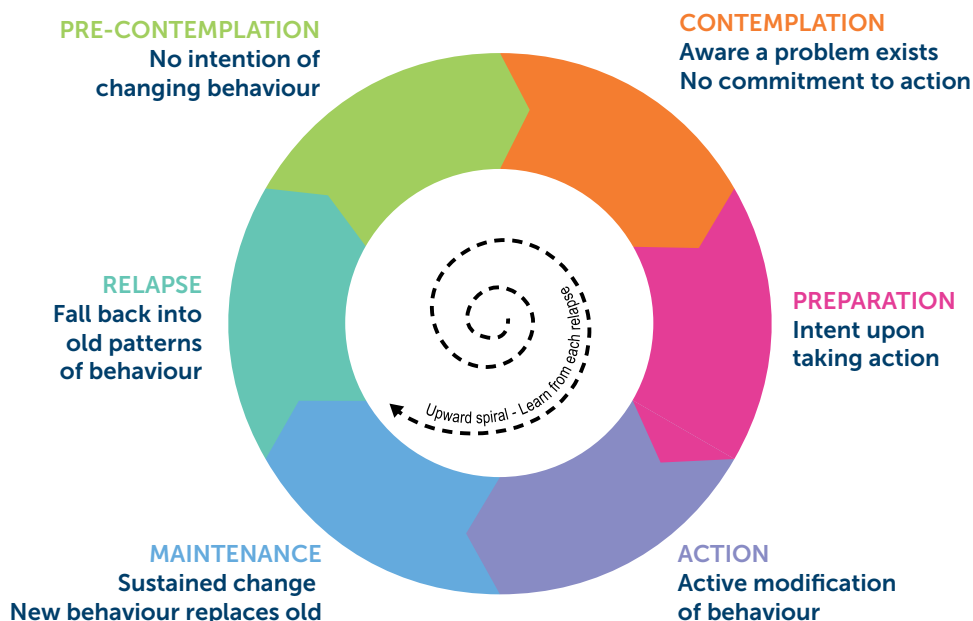 PRE-CONTEMPLATION
No intention of
changing behaviour
CONTEMPLATION
Aware a problem exists
No commitment to action
PREPARATION
Intent upon
taking action
ACTION
Active modification
of behaviour
MAINTENANCE
Sustained change
New behaviour replaces old
RELAPSE
Fall back into
old patterns
of behaviour
Upward spiral - Learn from each relapse